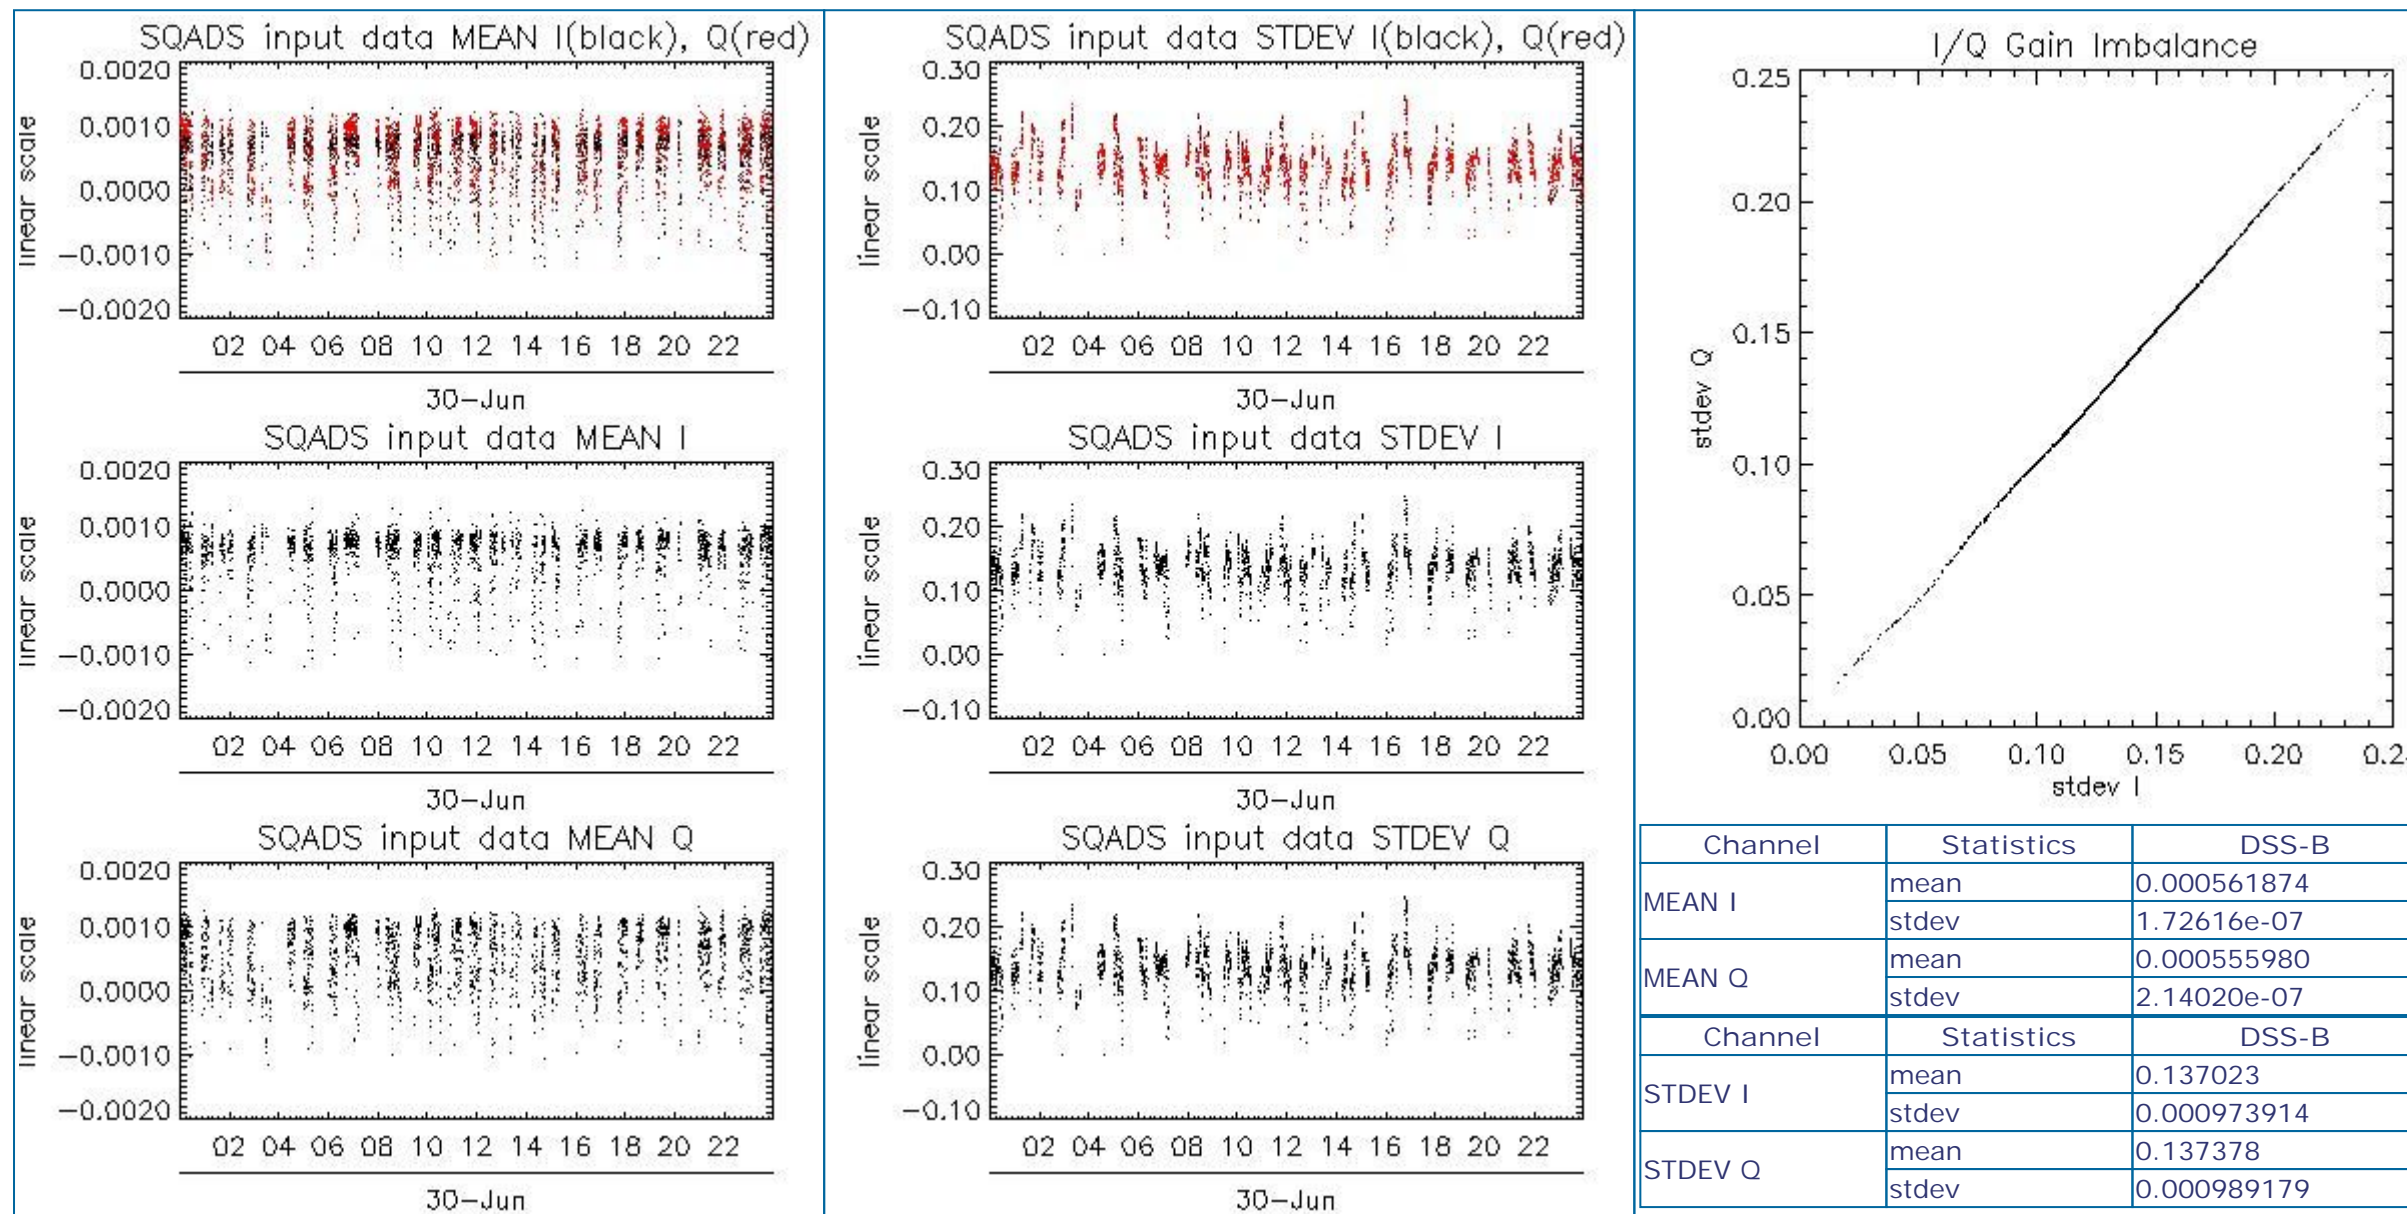 SQADS input data MEAN I(black), Q(red)
0.0020
0.0010
0.0000
-0.0010
-0.0020
linear scale
02 04 06 08 10 12 14 16 18 20 22
30-Jun
SQADS input data MEAN I
0.0020
0.0010
0.0000
-0.0010
-0.0020
linear scale
02 04 06 08 10 12 14 16 18 20 22
30-Jun
SQADS input data MEAN Q
0.0020
0.0010
0.0000
-0.0010
-0.0020
linear scale
02 04 06 08 10 12 14 16 18 20 22
30-Jun
SQADS input data STDEV I(black), Q(red)
0.30
0.20
0.10
0.00
-0.10
linear scale
02 04 06 08 10 12 14 16 18 20 22
30-Jun
SQADS input data STDEV I
0.30
0.20
0.10
0.00
-0.10
linear scale
02 04 06 08 10 12 14 16 18 20 22
30-Jun
SQADS input data STDEV Q
0.30
0.20
0.10
0.00
-0.10
linear scale
02 04 06 08 10 12 14 16 18 20 22
30-Jun
I/Q Gain Imbalance
0.25
0.20
0.15
0.10
0.05
0.00
stdev Q
0.00 0.05 0.10 0.15 0.20
stdev I
Channel Statistics DSS-B
MEAN I mean 0.000561874
stdev 1.72616e-07
MEAN Q mean 0.000555980
stdev 2.14020e-07
Channel Statistics DSS-B
STDEV I mean 0.137023
stdev 0.000973914
STDEV Q mean 0.137378
stdev 0.000989179